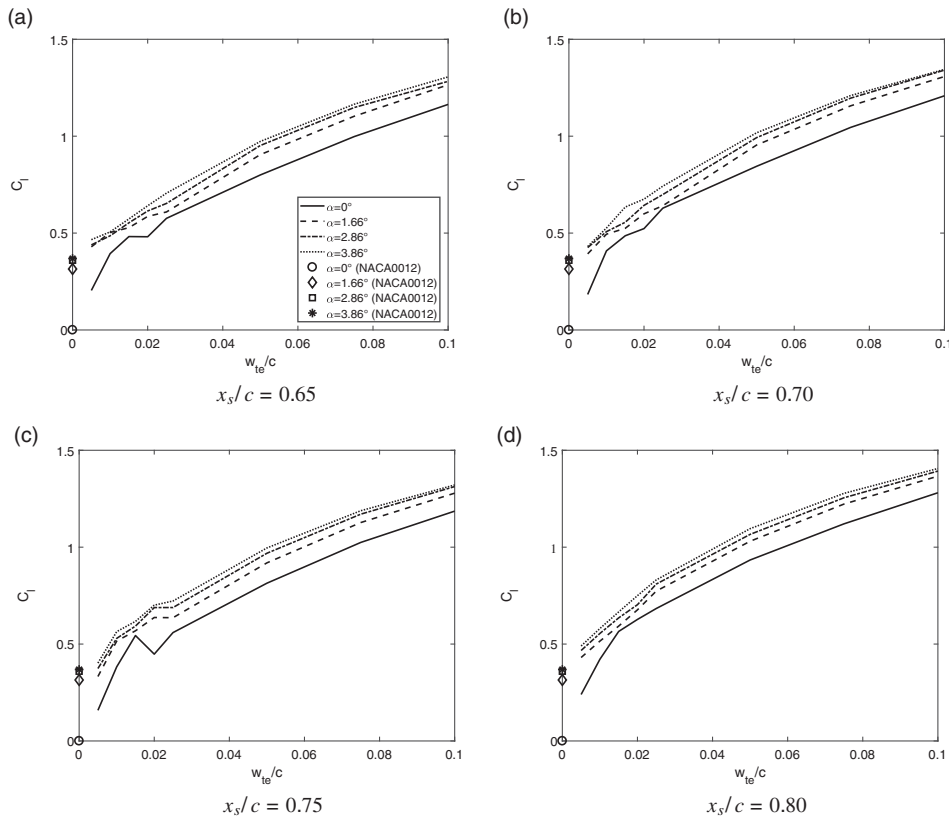 (a)
1.5
1
0.5
0
C_l
0 0.02 0.04 0.06 0.08 0.1
w_te/c
α=0°
α=1.66°
α=2.86°
α=3.86°
α=0° (NACA0012)
α=1.66° (NACA0012)
α=2.86° (NACA0012)
α=3.86° (NACA0012)
x_s/c = 0.65
(b)
1.5
1
0.5
0
C_l
0 0.02 0.04 0.06 0.08 0.1
w_te/c
x_s/c = 0.70
(c)
1.5
1
0.5
0
C_l
0 0.02 0.04 0.06 0.08 0.1
w_te/c
x_s/c = 0.75
(d)
1.5
1
0.5
0
C_l
0 0.02 0.04 0.06 0.08 0.1
w_te/c
x_s/c = 0.80